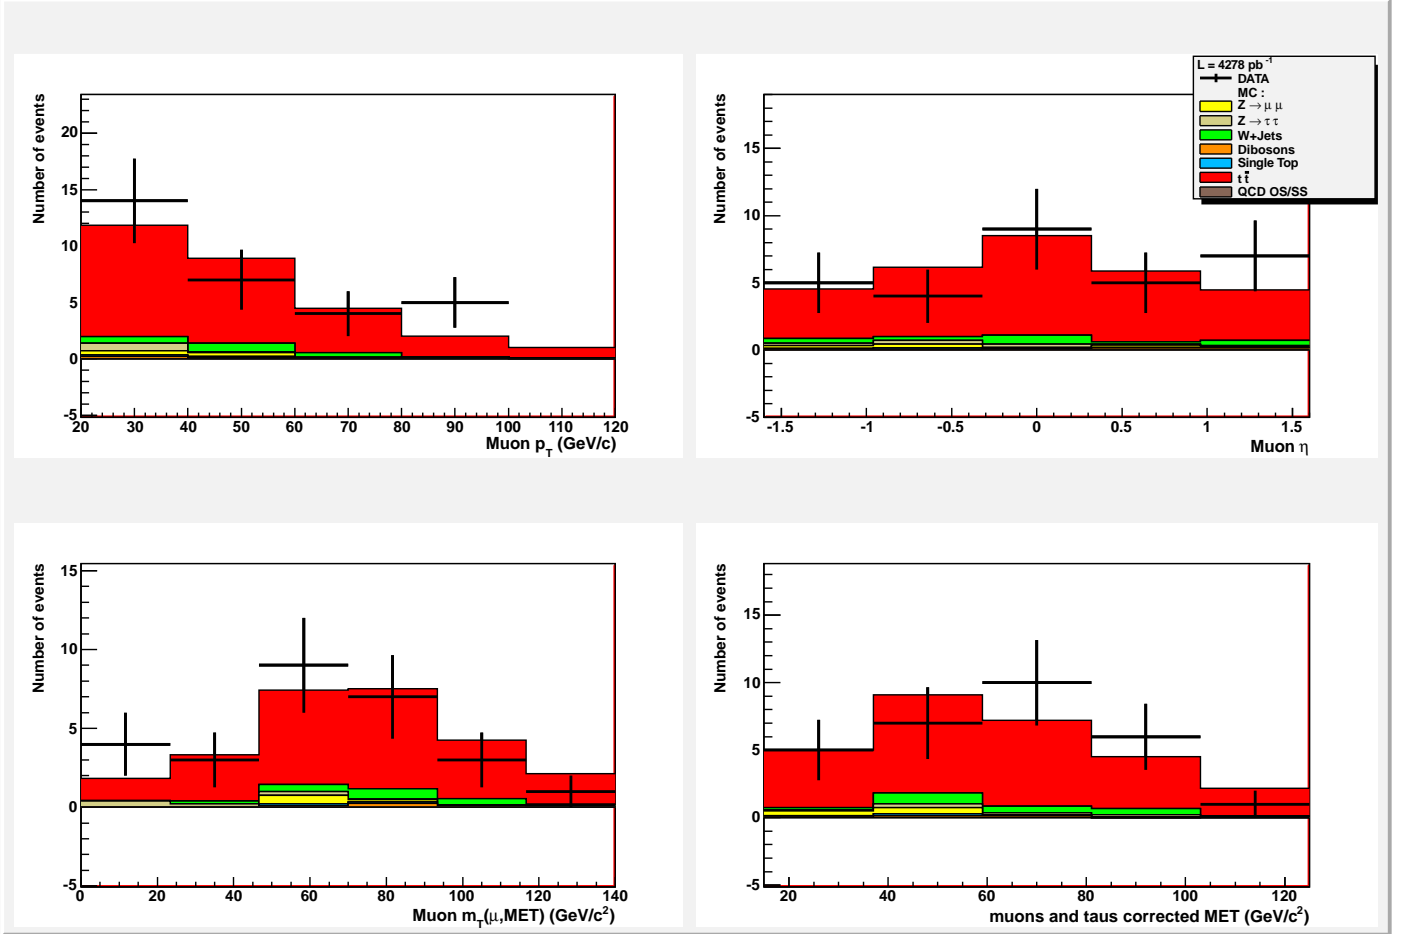 Number of events
20
15
10
5
0
-5
20 30 40 50 60 70 80 90 100 110 120
Muon p_T (GeV/c)
Number of events
15
10
5
0
-5
-1.5 -1 -0.5 0 0.5 1 1.5
Muon η
L = 4278 pb^-1
DATA
MC :
Z → μ μ
Z → τ τ
W+Jets
Dibosons
Single Top
t t̄
QCD OS/SS
Number of events
15
10
5
0
-5
0 20 40 60 80 100 120 140
Muon m_T(μ,MET) (GeV/c²)
Number of events
15
10
5
0
-5
20 40 60 80 100 120
muons and taus corrected MET (GeV/c²)